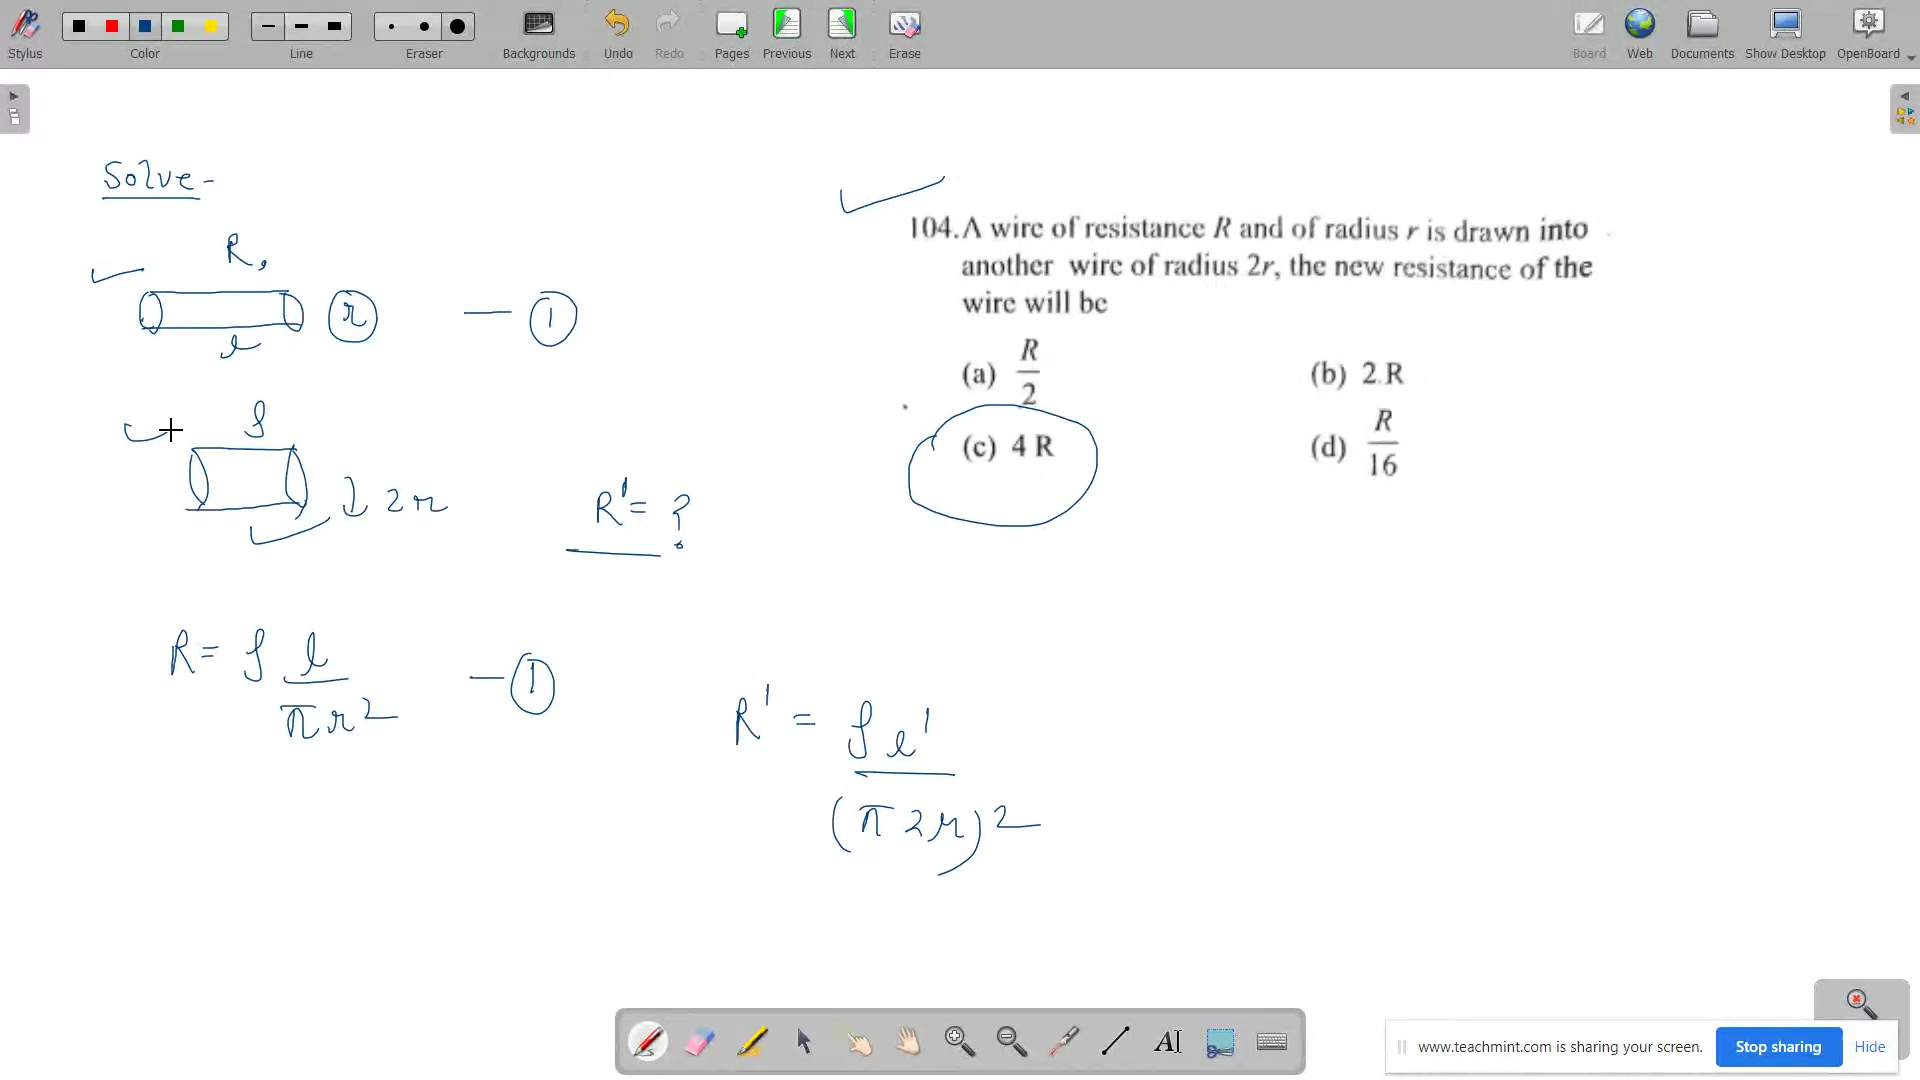 Stylus
Color
Line
Eraser
Backgrounds
Undo
Redo
Pages
Previous
Next
Erase
Board
Web
Documents
Show Desktop
OpenBoard
Solve-
R,
l
r
— 1
ρ
2r
R' = ?
R = ρ l
πr2
— 1
R' = ρ l'
(π 2r)2
104. A wire of resistance R and of radius r is drawn into
another wire of radius 2r, the new resistance of the
wire will be
(a) R
2
(b) 2 R
(c) 4 R
(d) R
16
A
www.teachmint.com is sharing your screen.
Stop sharing
Hide